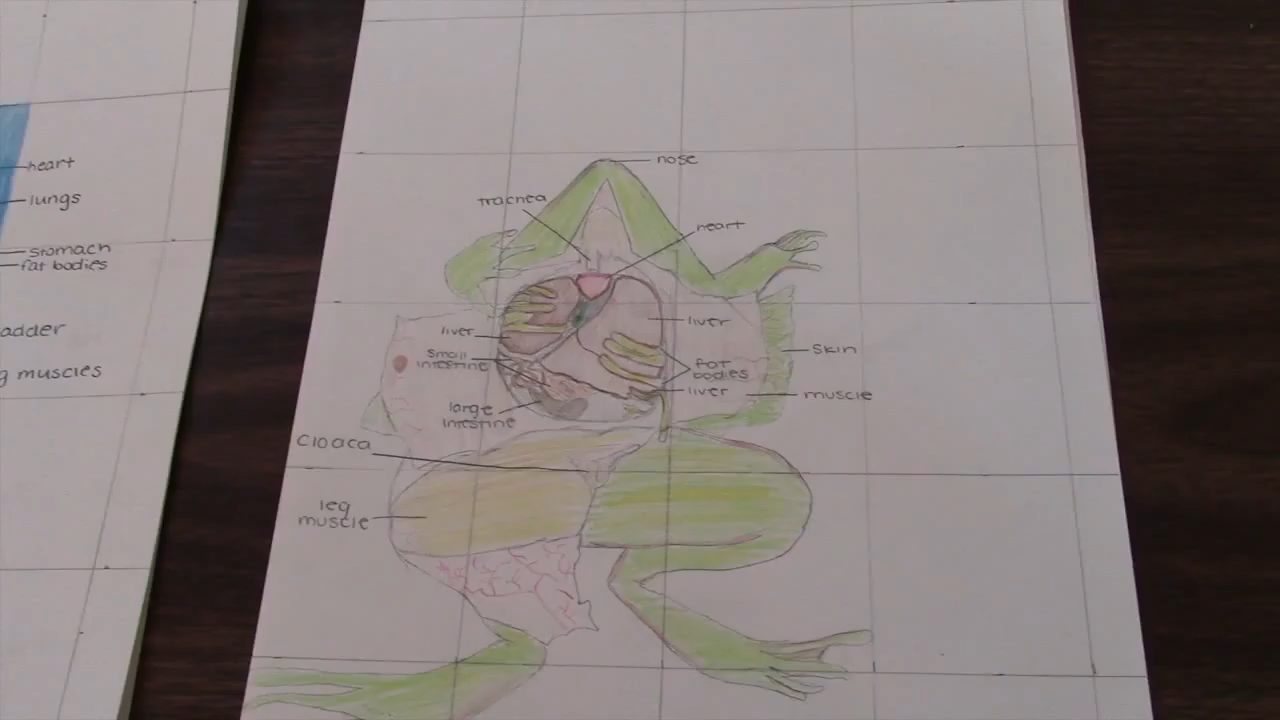 heart
lungs
stomach
fat bodies
adder
g muscles
nose
trachea
heart
liver
liver
small
intestine
fat
bodies
liver
skin
muscle
large
intestine
Cloaca
leg
muscle